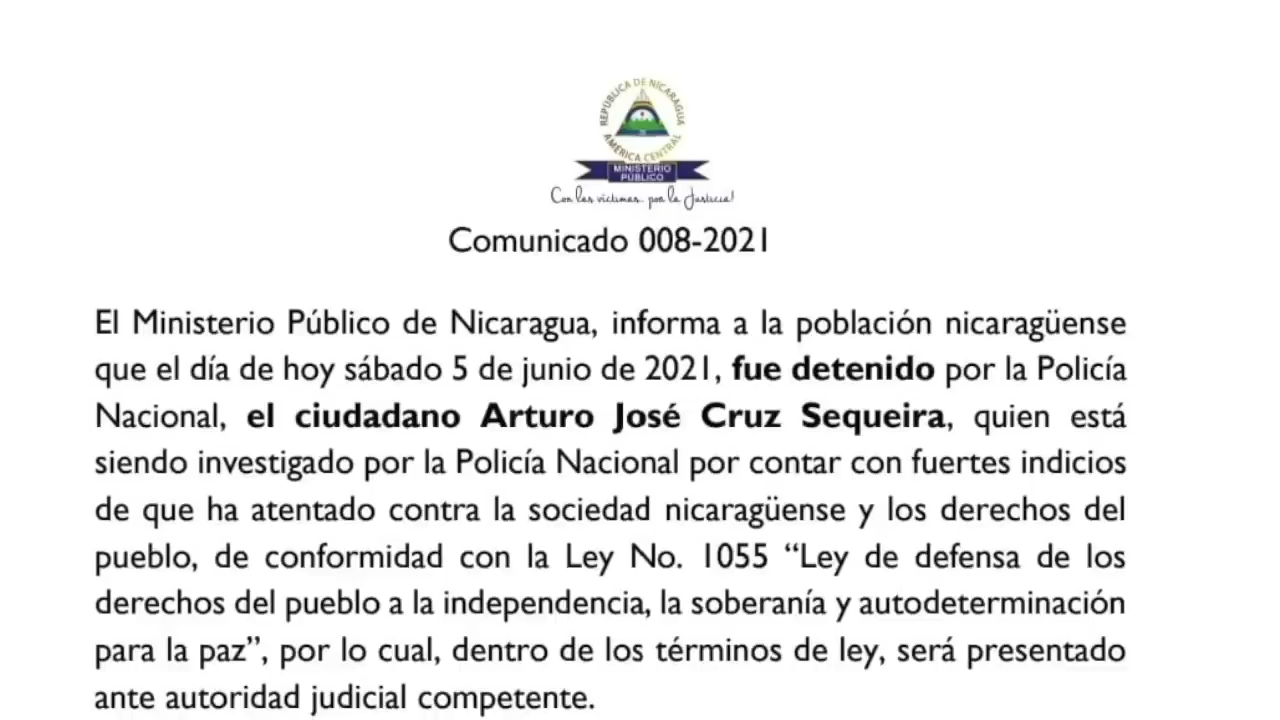 REPÚBLICA DE NICARAGUA
AMÉRICA CENTRAL
MINISTERIO
PÚBLICO
Con las víctimas, por la Justicia!
Comunicado 008-2021
El Ministerio Público de Nicaragua, informa a la población nicaragüense
que el día de hoy sábado 5 de junio de 2021, fue detenido por la Policía
Nacional, el ciudadano Arturo José Cruz Sequeira, quien está
siendo investigado por la Policía Nacional por contar con fuertes indicios
de que ha atentado contra la sociedad nicaragüense y los derechos del
pueblo, de conformidad con la Ley No. 1055 “Ley de defensa de los
derechos del pueblo a la independencia, la soberanía y autodeterminación
para la paz”, por lo cual, dentro de los términos de ley, será presentado
ante autoridad judicial competente.